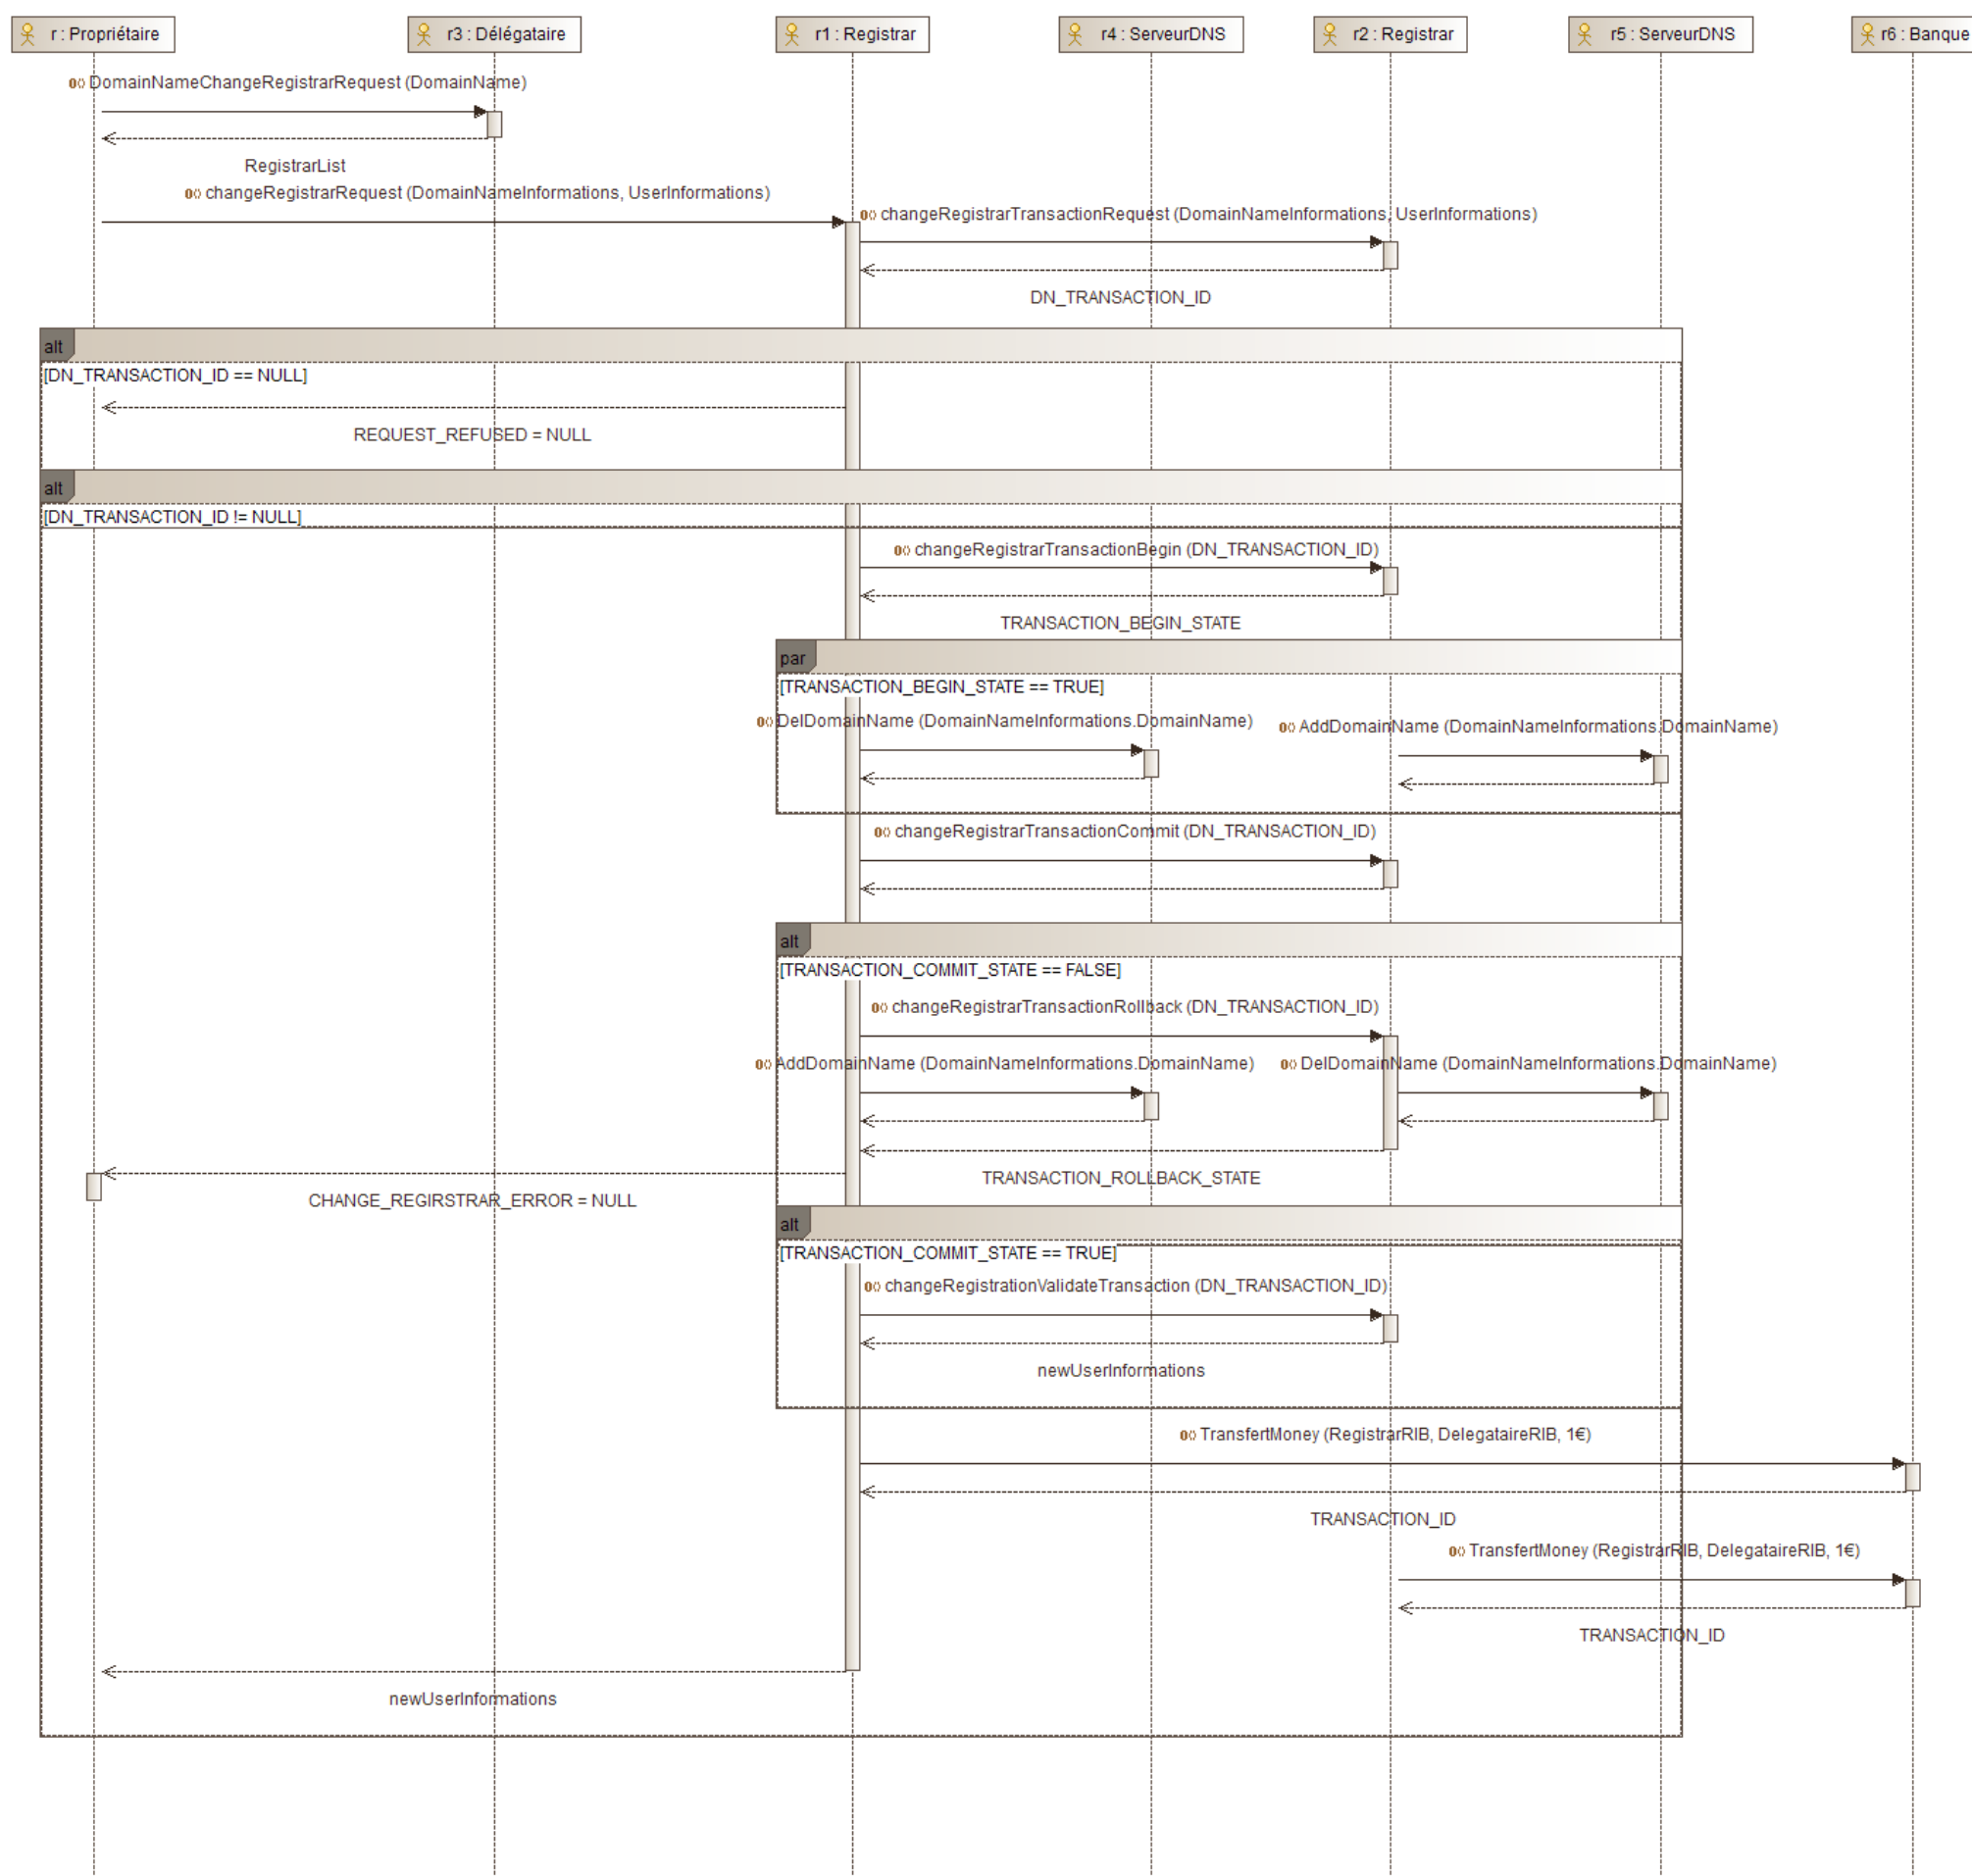 r : Propriétaire
r3 : Délégataire
r1 : Registrar
r4 : ServeurDNS
r2 : Registrar
r5 : ServeurDNS
r6 : Banque
DomainNameChangeRegistrarRequest (DomainName)
RegistrarList
changeRegistrarRequest (DomainNameInformations, UserInformations)
changeRegistrarTransactionRequest (DomainNameInformations, UserInformations)
DN_TRANSACTION_ID
alt
[DN_TRANSACTION_ID == NULL]
REQUEST_REFUSED = NULL
alt
[DN_TRANSACTION_ID != NULL]
changeRegistrarTransactionBegin (DN_TRANSACTION_ID)
TRANSACTION_BEGIN_STATE
par
[TRANSACTION_BEGIN_STATE == TRUE]
DelDomainName (DomainNameInformations.DomainName)
AddDomainName (DomainNameInformations.DomainName)
changeRegistrarTransactionCommit (DN_TRANSACTION_ID)
alt
[TRANSACTION_COMMIT_STATE == FALSE]
changeRegistrarTransactionRollback (DN_TRANSACTION_ID)
AddDomainName (DomainNameInformations.DomainName)
DelDomainName (DomainNameInformations.DomainName)
TRANSACTION_ROLLBACK_STATE
CHANGE_REGIRSTRAR_ERROR = NULL
alt
[TRANSACTION_COMMIT_STATE == TRUE]
changeRegistrationValidateTransaction (DN_TRANSACTION_ID)
newUserInformations
TransfertMoney (RegistrarRIB, DelegataireRIB, 1€)
TRANSACTION_ID
TransfertMoney (RegistrarRIB, DelegataireRIB, 1€)
TRANSACTION_ID
newUserInformations